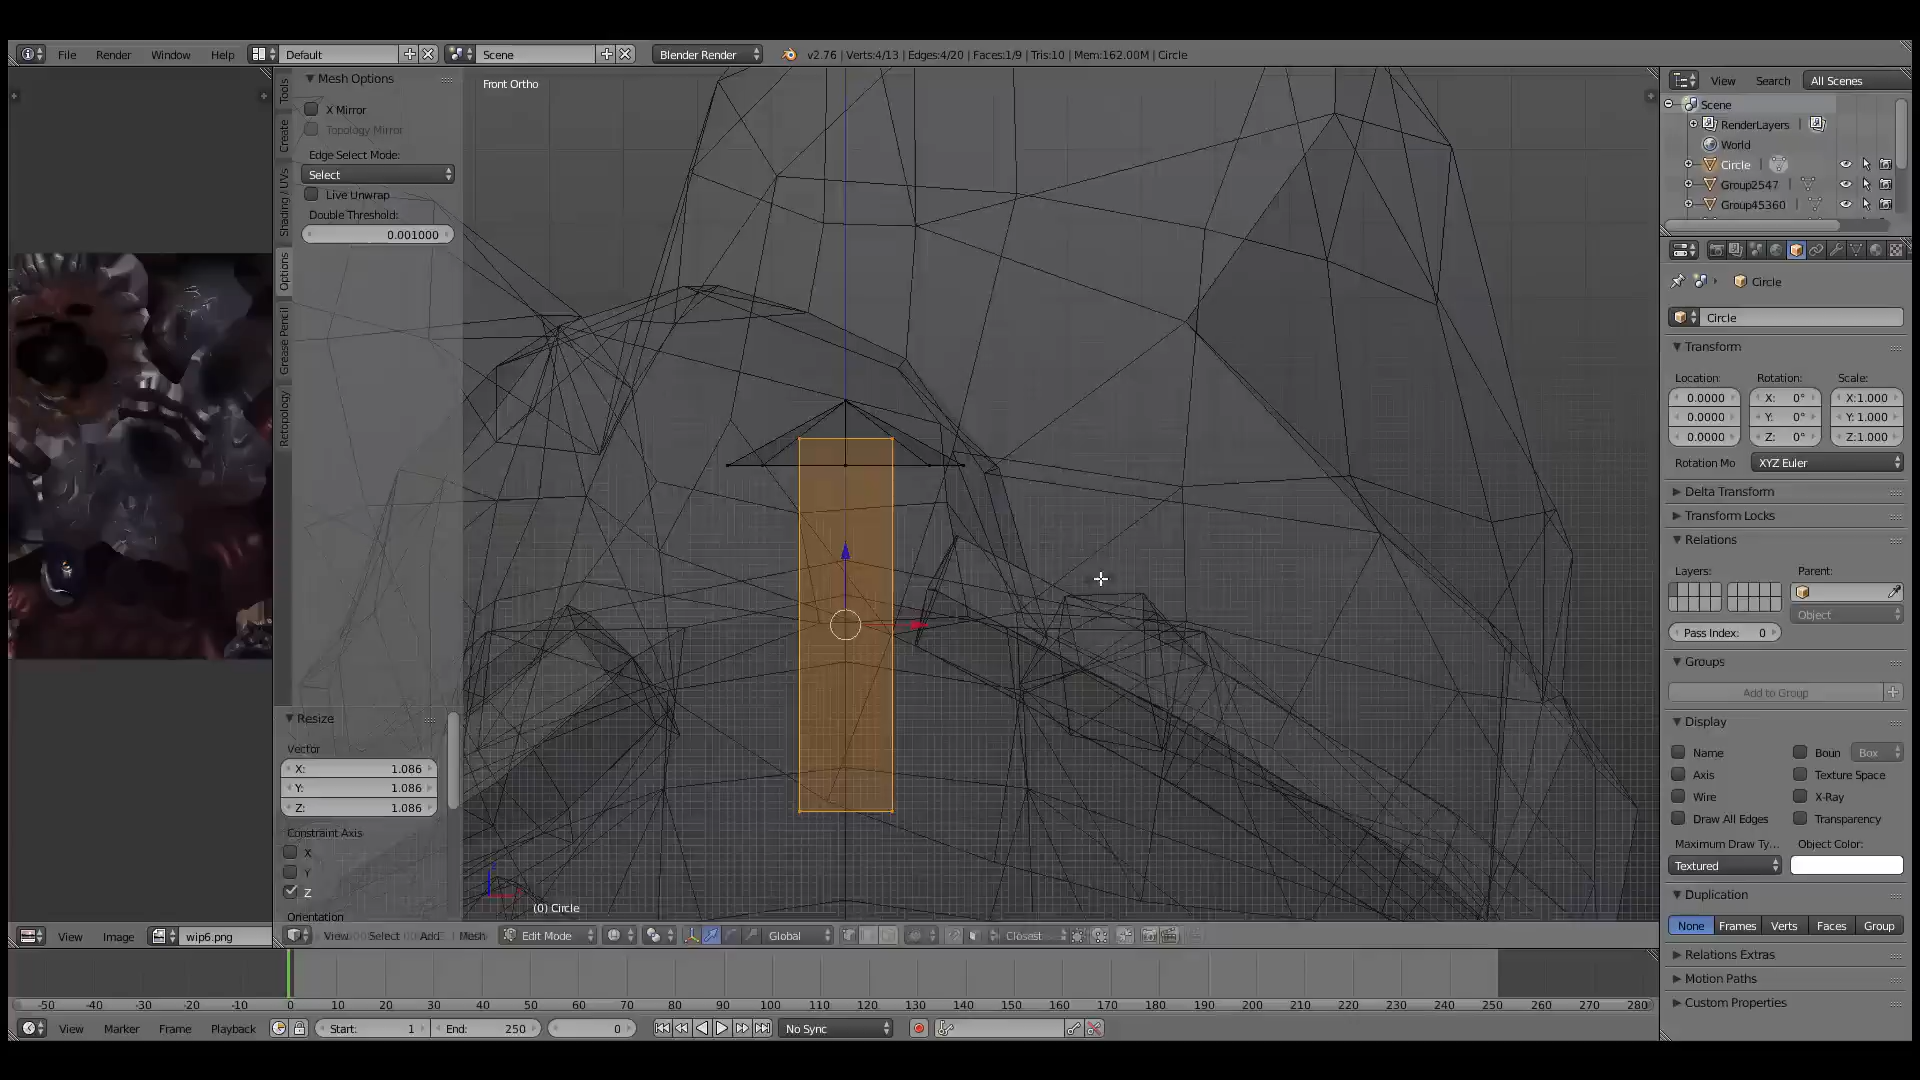 File Render Window Help Default Scene Blender Render v2.76 | Verts:4/13 | Edges:4/20 | Faces:1/9 | Tris:10 | Mem:162.00M | Circle
Mesh Options
X Mirror
Topology Mirror
Edge Select Mode:
Select
Live Unwrap
Double Threshold:
0.001000
Tools
Create
Shading / UVs
Options
Grease Pencil
Retopology
Resize
Vector
X: 1.086
Y: 1.086
Z: 1.086
Constraint Axis
X
Y
Z
Orientation
Front Ortho
(0) Circle
View Search All Scenes
Scene
RenderLayers
World
Circle
Group2547
Group45360
Circle
Circle
Transform
Location: Rotation: Scale:
0.0000 X: 0° X:1.000
0.0000 Y: 0° Y:1.000
0.0000 Z: 0° Z:1.000
Rotation Mo XYZ Euler
Delta Transform
Transform Locks
Relations
Layers: Parent:
Object
Pass Index: 0
Groups
Add to Group
Display
Name Boun Box
Axis Texture Space
Wire X-Ray
Draw All Edges Transparency
Maximum Draw Ty... Object Color:
Textured
Duplication
None Frames Verts Faces Group
Relations Extras
Motion Paths
Custom Properties
View Image wip6.png
View Select Add Mesh Edit Mode Global Closest
-50 -40 -30 -20 -10 0 10 20 30 40 50 60 70 80 90 100 110 120 130 140 150 160 170 180 190 200 210 220 230 240 250 260 270 280
View Marker Frame Playback Start: 1 End: 250 0 No Sync